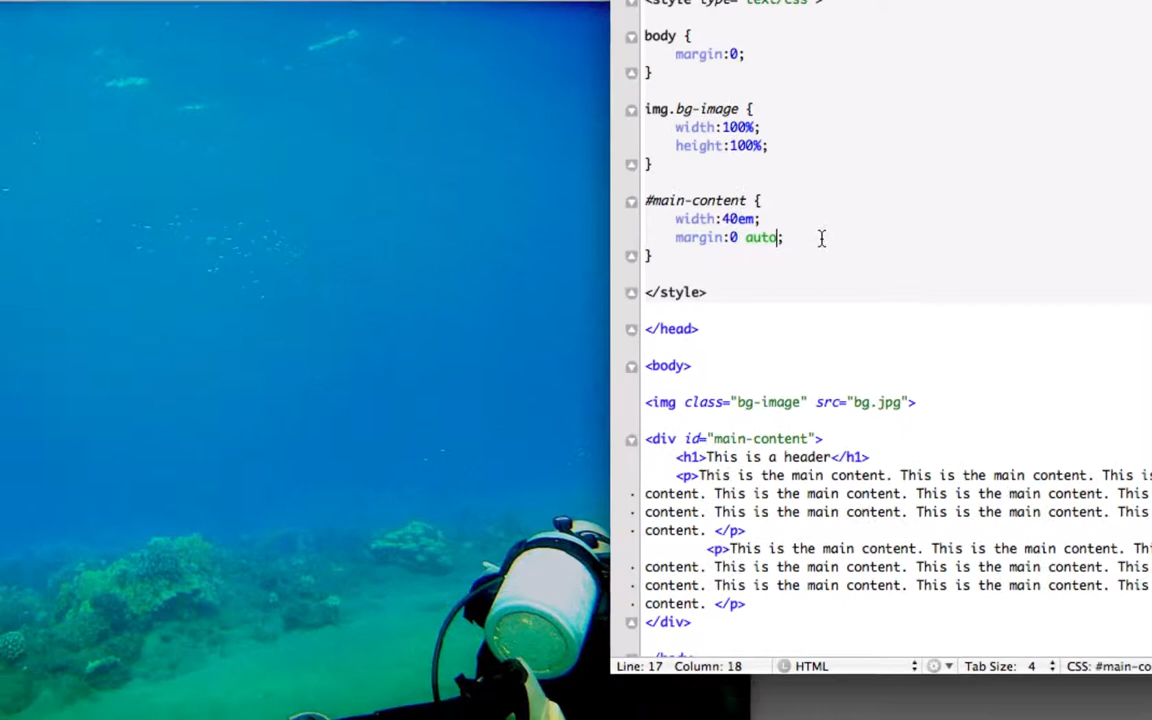 <style type="text/css">
body {
margin:0;
}
img.bg-image {
width:100%;
height:100%;
}
#main-content {
width:40em;
margin:0 auto;
}
</style>
</head>
<body>
<img class="bg-image" src="bg.jpg">
<div id="main-content">
<h1>This is a header</h1>
<p>This is the main content. This is the main content. This is
content. This is the main content. This is the main content. This
content. This is the main content. This is the main content. This
content. </p>
<p>This is the main content. This is the main content. Thi
content. This is the main content. This is the main content. This
content. This is the main content. This is the main content. This
content. </p>
</div>
</body>
Line: 17 Column: 18 L HTML Tab Size: 4 CSS: #main-co